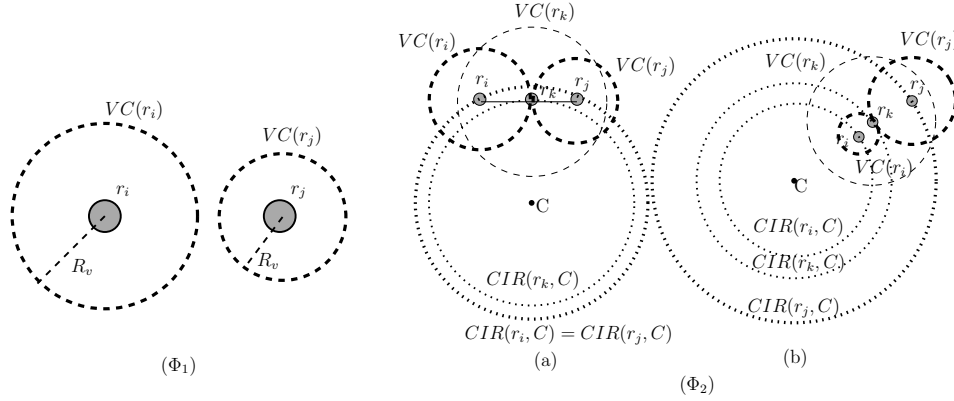 VC(r_i)
r_i
R_v
VC(r_j)
r_j
R_v
(Φ_1)
VC(r_k)
VC(r_i)
VC(r_j)
r_i
r_k
r_j
C
CIR(r_k, C)
CIR(r_i, C) = CIR(r_j, C)
(a)
VC(r_j)
VC(r_k)
r_j
r_k
r_i
VC(r_i)
C
CIR(r_i, C)
CIR(r_k, C)
CIR(r_j, C)
(b)
(Φ_2)